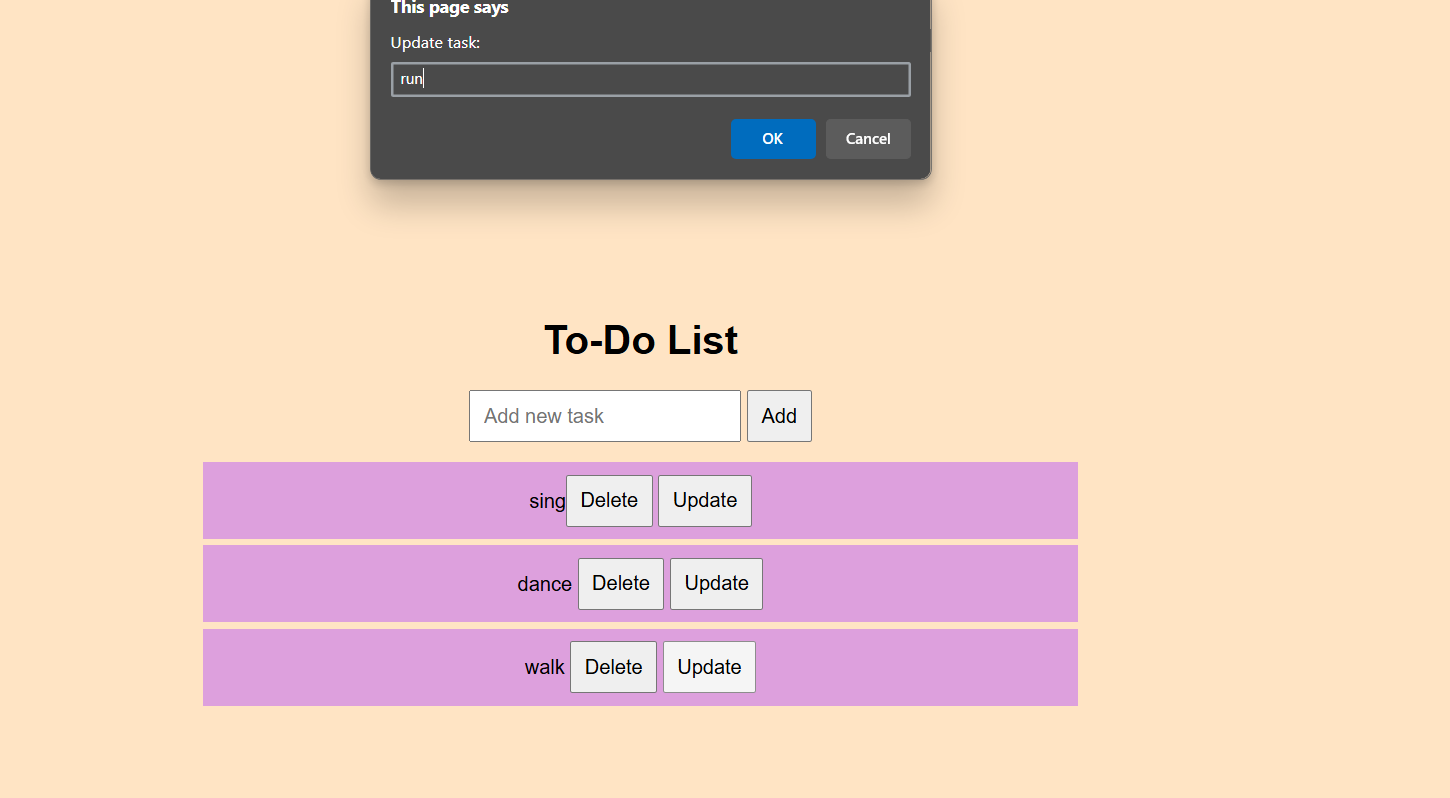 This page says
Update task:
run
OK Cancel
To-Do List
Add new task Add
sing Delete Update
dance Delete Update
walk Delete Update